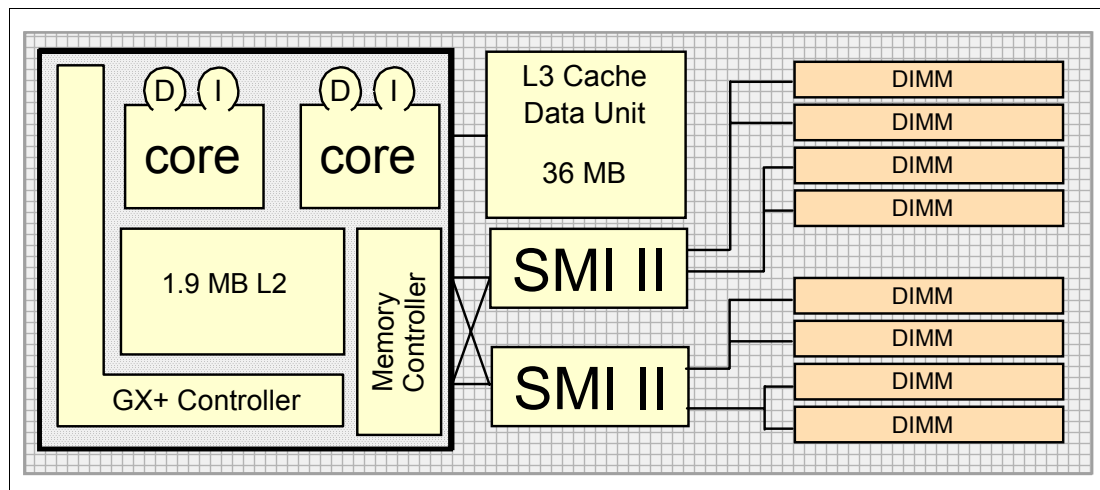 D I
core
D I
core
1.9 MB L2
GX+ Controller
Memory
Controller
L3 Cache
Data Unit
36 MB
SMI II
SMI II
DIMM
DIMM
DIMM
DIMM
DIMM
DIMM
DIMM
DIMM